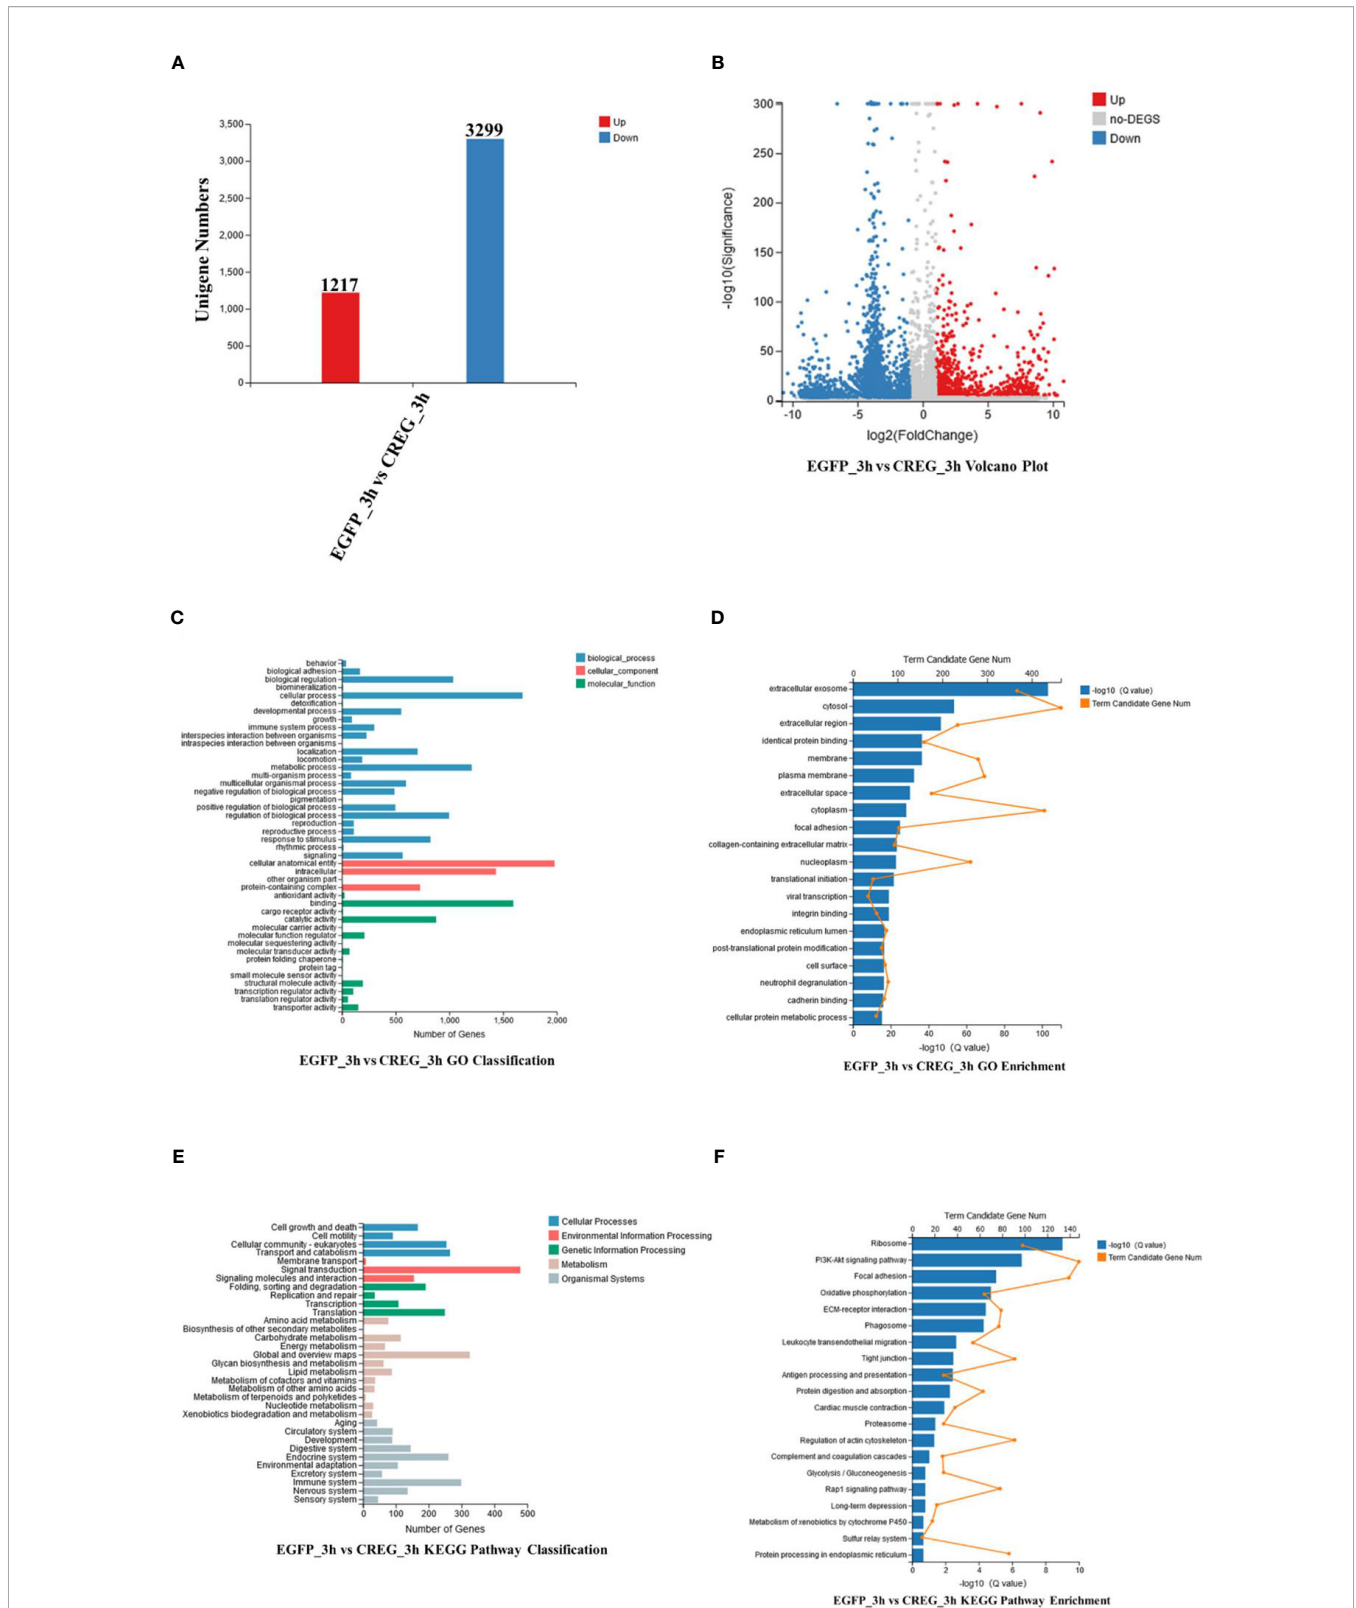 A
Up
Down
3,500
3,000
2,500
2,000
1,500
1,000
500
0
Unigene Numbers
1217
3299
EGFP_3h vs CREG_3h
B
Up
no-DEGS
Down
300
250
200
150
100
50
0
-log10(Significance)
-10 -5 0 5 10
log2(FoldChange)
EGFP_3h vs CREG_3h Volcano Plot
C
biological_process
cellular_component
molecular_function
behavior
biological adhesion
biological regulation
biomineralization
cellular process
detoxification
developmental process
growth
immune system process
interspecies interaction between organisms
intraspecies interaction between organisms
localization
locomotion
metabolic process
multi-organism process
multicellular organismal process
negative regulation of biological process
pigmentation
positive regulation of biological process
regulation of biological process
reproduction
reproductive process
response to stimulus
rhythmic process
signaling
cellular anatomical entity
intracellular
other organism part
protein-containing complex
antioxidant activity
binding
cargo receptor activity
catalytic activity
molecular carrier activity
molecular function regulator
molecular sequestering activity
molecular transducer activity
protein folding chaperone
protein tag
small molecule sensor activity
structural molecule activity
transcription regulator activity
translation regulator activity
transporter activity
0 500 1,000 1,500 2,000
Number of Genes
EGFP_3h vs CREG_3h GO Classification
D
Term Candidate Gene Num
0 100 200 300 400
-log10 (Q value)
Term Candidate Gene Num
extracellular exosome
cytosol
extracellular region
identical protein binding
membrane
plasma membrane
extracellular space
cytoplasm
focal adhesion
collagen-containing extracellular matrix
nucleoplasm
translational initiation
viral transcription
integrin binding
endoplasmic reticulum lumen
post-translational protein modification
cell surface
neutrophil degranulation
cadherin binding
cellular protein metabolic process
0 20 40 60 80 100
-log10 (Q value)
EGFP_3h vs CREG_3h GO Enrichment
E
Cellular Processes
Environmental Information Processing
Genetic Information Processing
Metabolism
Organismal Systems
Cell growth and death
Cell motility
Cellular community - eukaryotes
Transport and catabolism
Membrane transport
Signal transduction
Signaling molecules and interaction
Folding, sorting and degradation
Replication and repair
Transcription
Translation
Amino acid metabolism
Biosynthesis of other secondary metabolites
Carbohydrate metabolism
Energy metabolism
Global and overview maps
Glycan biosynthesis and metabolism
Lipid metabolism
Metabolism of cofactors and vitamins
Metabolism of other amino acids
Metabolism of terpenoids and polyketides
Nucleotide metabolism
Xenobiotics biodegradation and metabolism
Aging
Circulatory system
Development
Digestive system
Endocrine system
Environmental adaptation
Excretory system
Immune system
Nervous system
Sensory system
0 100 200 300 400 500
Number of Genes
EGFP_3h vs CREG_3h KEGG Pathway Classification
F
Term Candidate Gene Num
0 20 40 60 80 100 120 140
-log10 (Q value)
Term Candidate Gene Num
Ribosome
PI3K-Akt signaling pathway
Focal adhesion
Oxidative phosphorylation
ECM-receptor interaction
Phagosome
Leukocyte transendothelial migration
Tight junction
Antigen processing and presentation
Protein digestion and absorption
Cardiac muscle contraction
Proteasome
Regulation of actin cytoskeleton
Complement and coagulation cascades
Glycolysis / Gluconeogenesis
Rap1 signaling pathway
Long-term depression
Metabolism of xenobiotics by cytochrome P450
Sulfur relay system
Protein processing in endoplasmic reticulum
0 2 4 6 8 10
-log10 (Q value)
EGFP_3h vs CREG_3h KEGG Pathway Enrichment